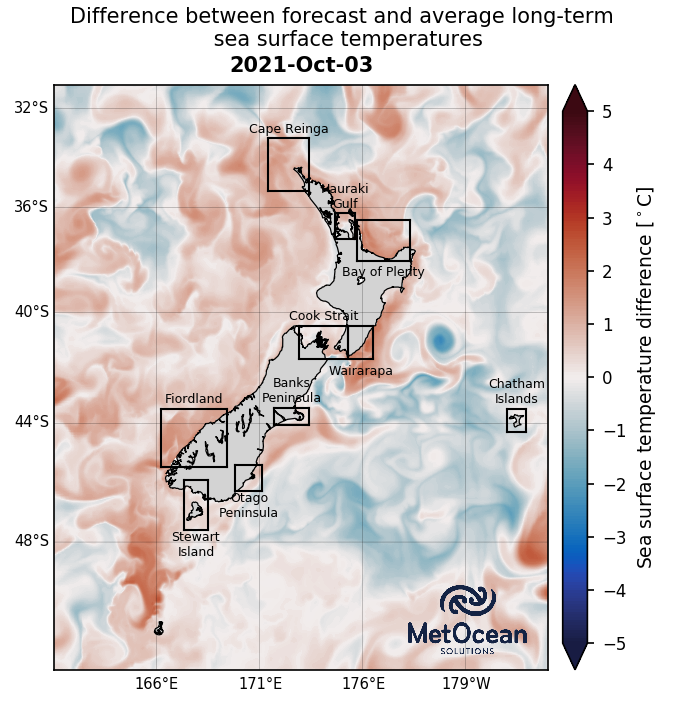 Difference between forecast and average long-term
sea surface temperatures
2021-Oct-03
32°S
36°S
40°S
44°S
48°S
Cape Reinga
Hauraki
Gulf
Bay of Plenty
Cook Strait
Wairarapa
Banks
Peninsula
Fiordland
Chatham
Islands
Otago
Peninsula
Stewart
Island
MetOcean
SOLUTIONS
166°E
171°E
176°E
179°W
5
4
3
2
1
0
−1
−2
−3
−4
−5
Sea surface temperature difference [°C]